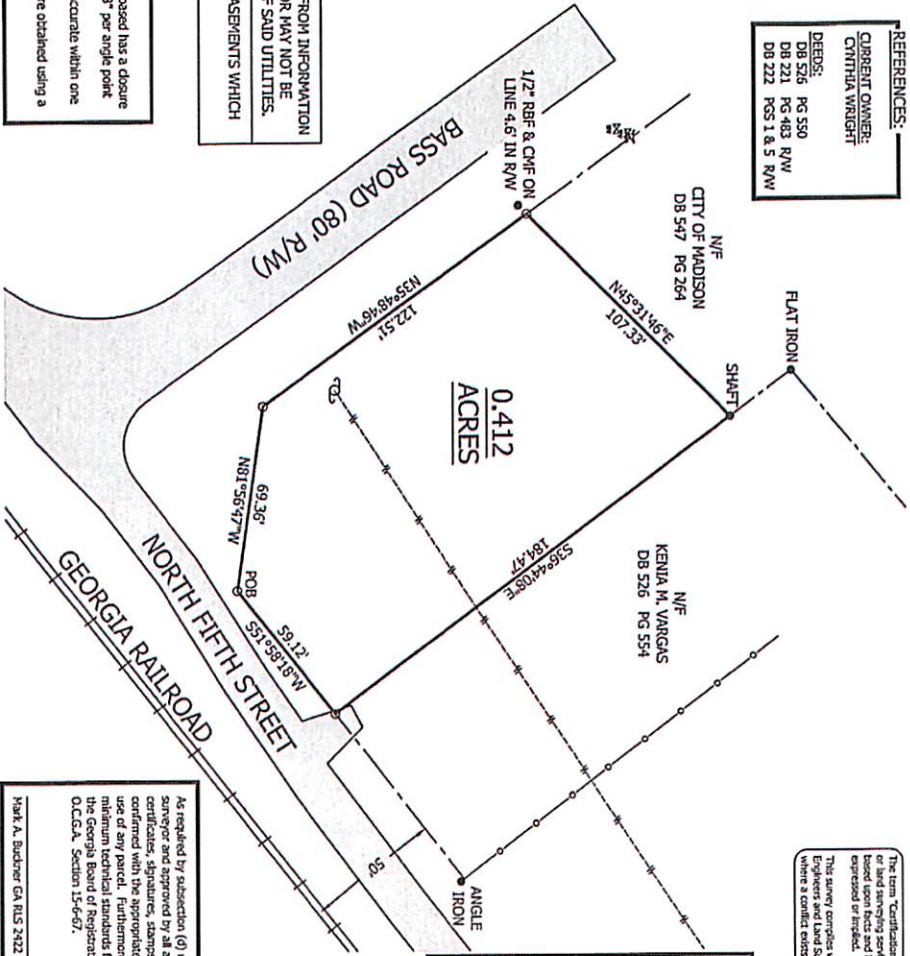 REFERENCES:
CURRENT OWNER:
CYNTHIA WRIGHT
DEEDS:
DB 526 PG 550
DB 221 PG 483 R/W
DB 222 PGS 1 & 5 R/W
FROM INFORMATION
OR MAY NOT BE
F SAID UTILITIES.
ASEMENTS WHICH
based has a closure
3" per angle point
ccurate within one
re obtained using a
N/F
CITY OF MADISON
DB 547 PG 264
FLAT IRON
SHAFT
1/2" RBF & CMF ON
LINE 4.6' IN R/W
N45°31'46"E
107.33'
N35°48'46"W
122.51'
0.412
ACRES
S36°44'08"E
184.47'
N/F
KENIA M. VARGAS
DB 526 PG 554
69.36'
N81°56'47"W
POB
59.12'
S51°58'18"W
BASS ROAD (80' R/W)
NORTH FIFTH STREET
GEORGIA RAILROAD
50'
ANGLE
IRON
The term "Certification
or land surveying serv
based upon facts and
expressed or implied.
This survey complies w
Engineers and Land Su
where a conflict exists
As required by subsection (d) o
surveyor and approved by all a
certificates, signatures, stamps
confirmed with the appropriate
use of any parcel. Furthermor
minimum technical standards f
the Georgia Board of Registrat
O.C.G.A. Section 15-6-67.
Mark A. Buckner GA RLS 2422